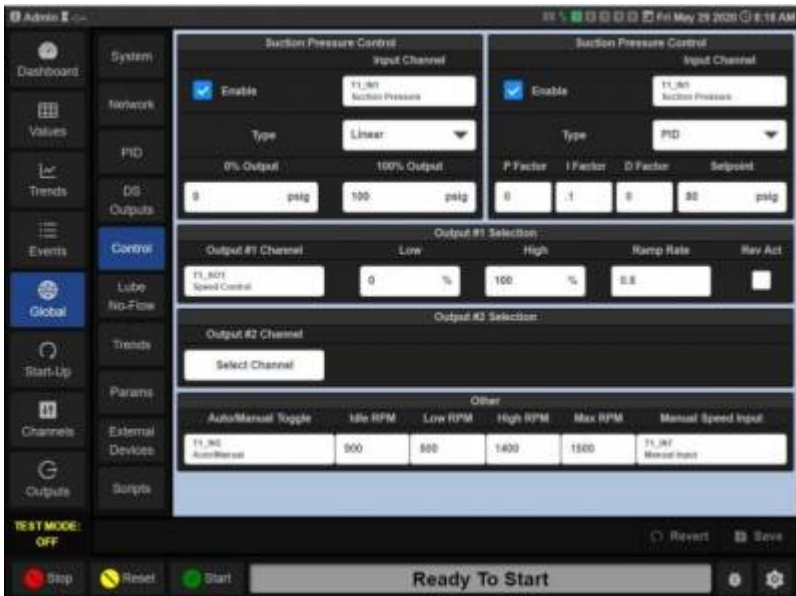 Admin
Fri May 29 2020 8:18 AM
Dashboard
Values
Trends
Events
Global
Start-Up
Channels
Outputs
TEST MODE:
OFF
System
Network
PID
DS
Outputs
Control
Lube
No-Flow
Trends
Params
External
Devices
Scripts
Suction Pressure Control
Input Channel
Enable
Suction Pressure
Type
Linear
0% Output
100% Output
0 psig
100 psig
Suction Pressure Control
Input Channel
Enable
Suction Pressure
Type
PID
P Factor
I Factor
D Factor
Setpoint
0
.1
0
80 psig
Output #1 Selection
Output #1 Channel
Low
High
Ramp Rate
Rev Act
Speed Control
0 %
100 %
Output #2 Selection
Output #2 Channel
Select Channel
Other
Auto/Manual Toggle
Idle RPM
Low RPM
High RPM
Max RPM
Manual Speed Input
Auto/Manual
900
1400
1500
Manual Input
Revert
Save
Stop
Reset
Start
Ready To Start